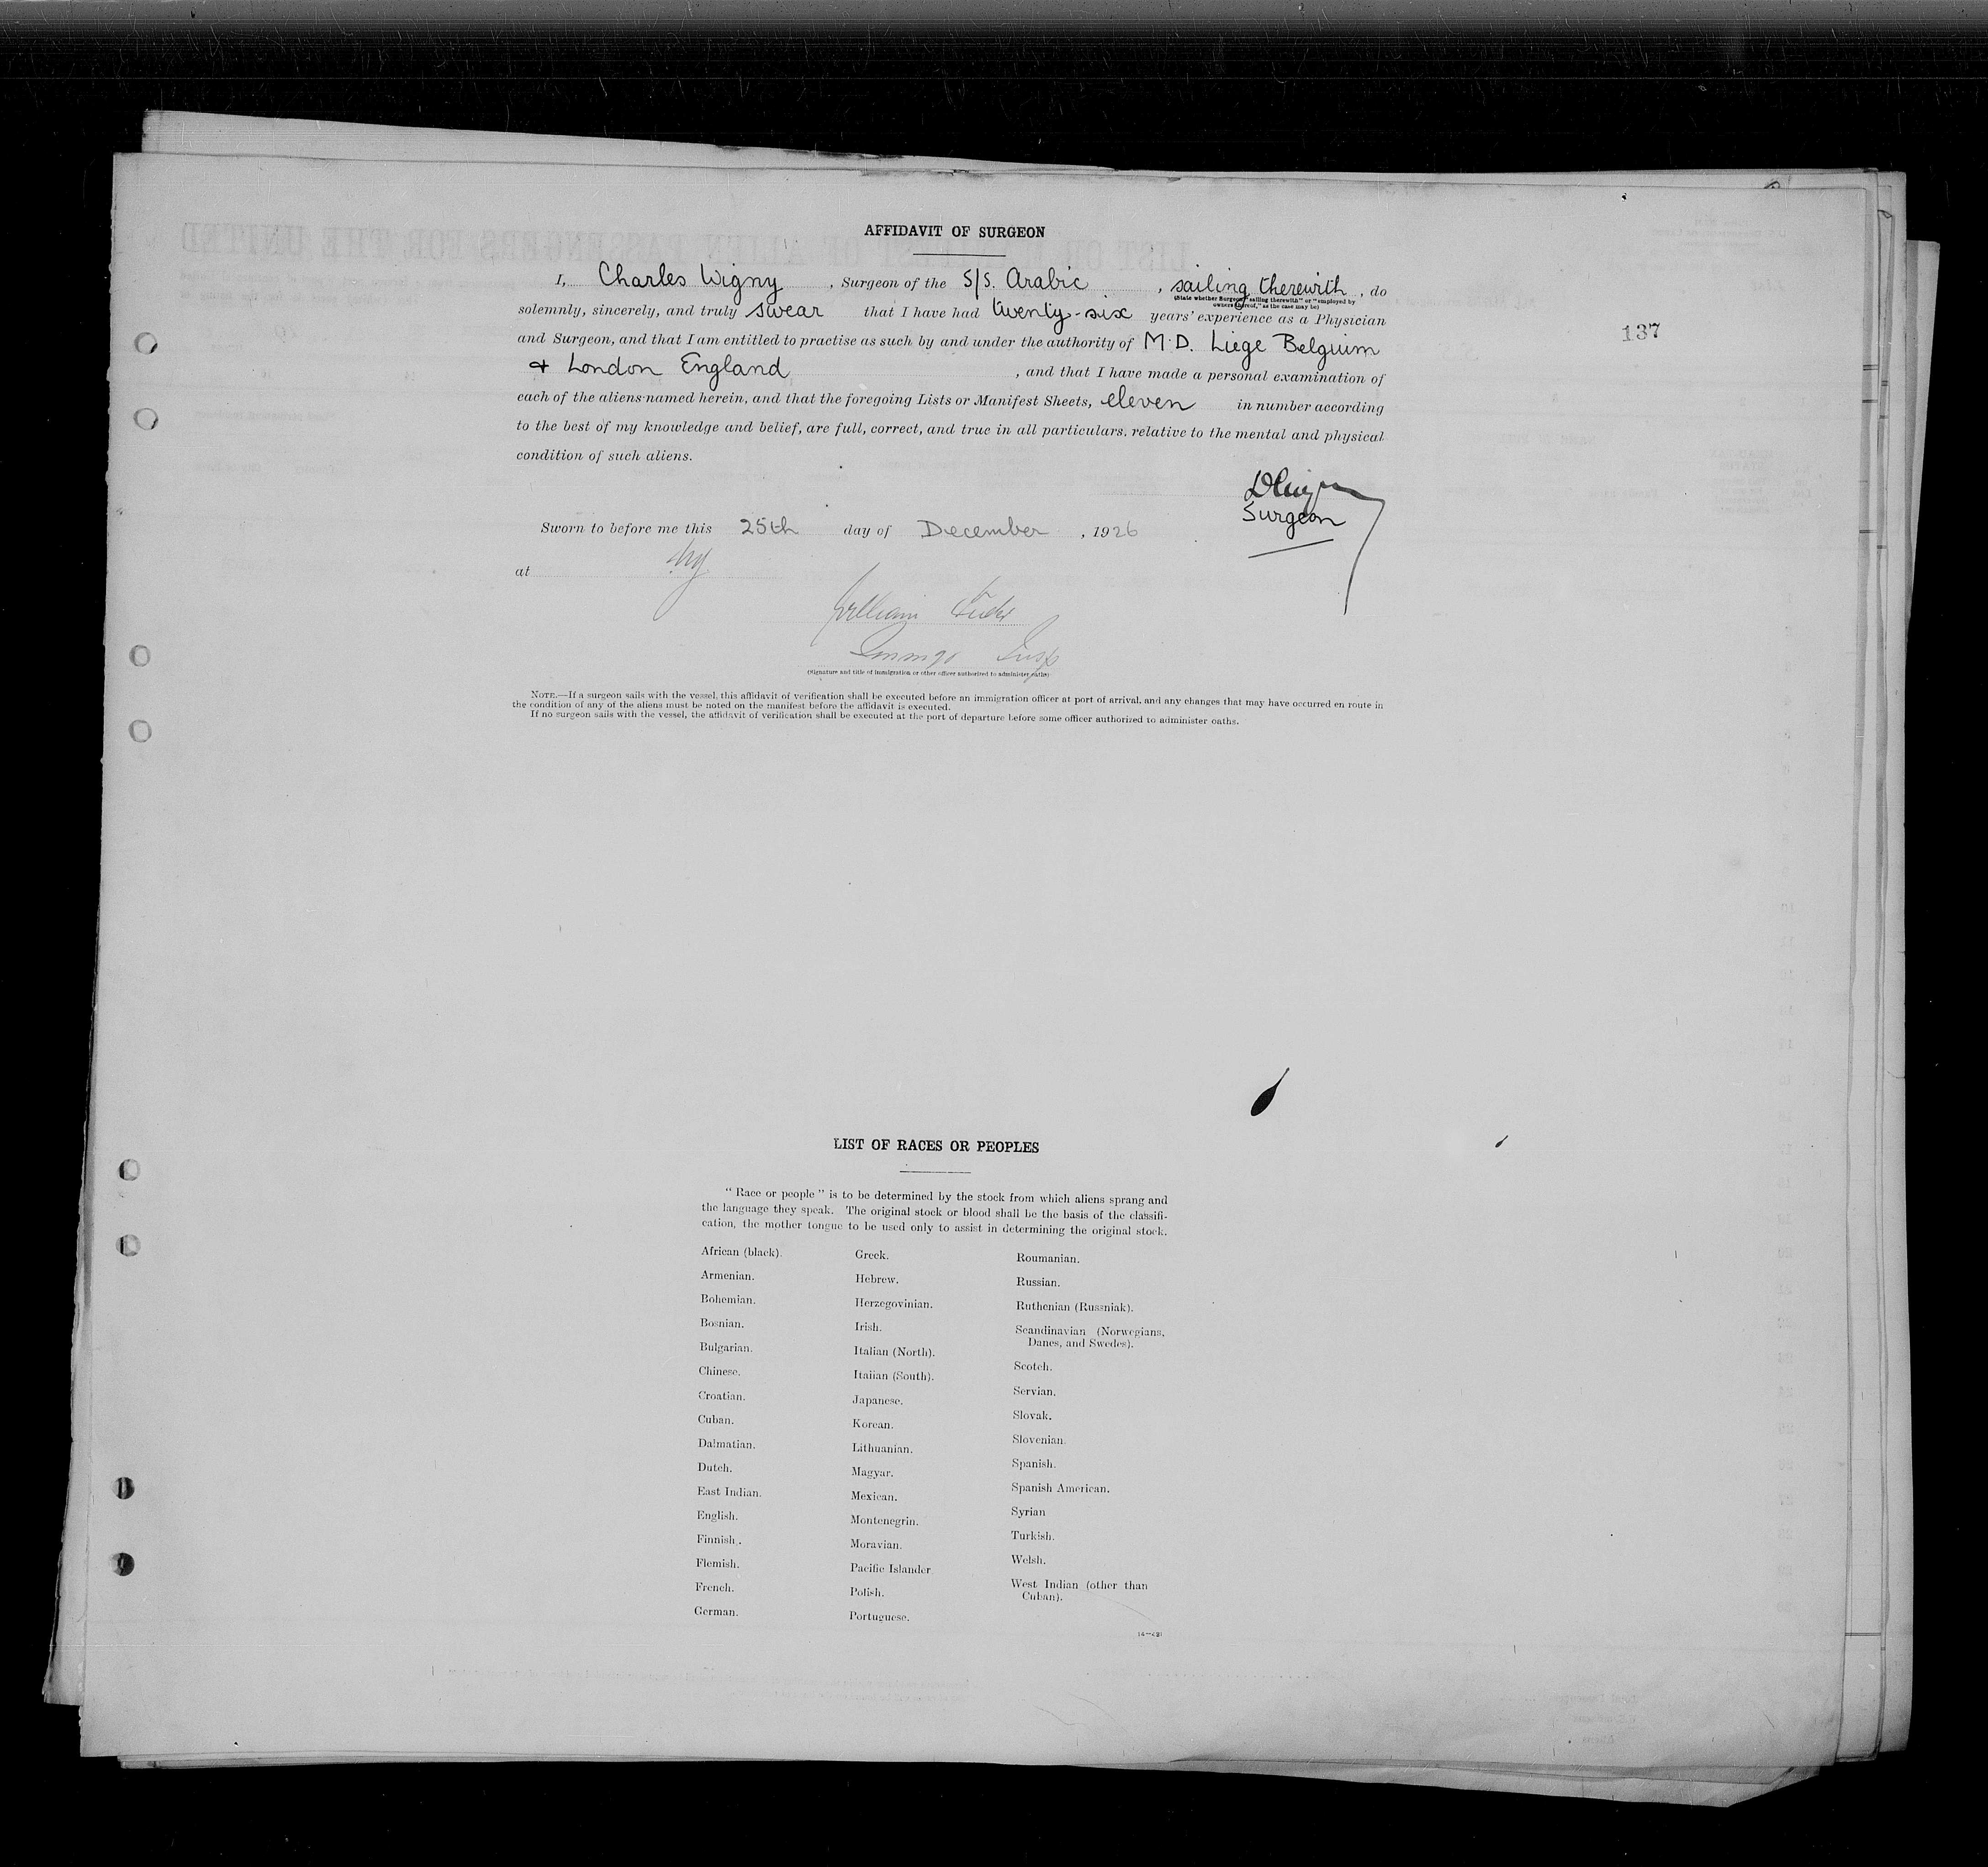 AFFIDAVIT OF SURGEON
I, Charles Wigny, Surgeon of the S/S. Arabic, sailing therewith, do
(State whether Surgeon "sailing therewith" or "employed by
owners thereof," as the case may be)
solemnly, sincerely, and truly swear that I have had twenty-six years' experience as a Physician
137
and Surgeon, and that I am entitled to practise as such by and under the authority of M.D. Liege Belguim
+ London England, and that I have made a personal examination of
each of the aliens named herein, and that the foregoing Lists or Manifest Sheets, eleven in number according
to the best of my knowledge and belief, are full, correct, and true in all particulars, relative to the mental and physical
condition of such aliens.
Surgeon
Sworn to before me this 25th day of December, 1926
at NY
William
Immigr Insp
(Signature and title of immigration or other officer authorized to administer oaths)
NOTE.—If a surgeon sails with the vessel, this affidavit of verification shall be executed before an immigration officer at port of arrival, and any changes that may have occurred en route in
the condition of any of the aliens must be noted on the manifest before the affidavit is executed.
If no surgeon sails with the vessel, the affidavit of verification shall be executed at the port of departure before some officer authorized to administer oaths.
LIST OF RACES OR PEOPLES
"Race or people" is to be determined by the stock from which aliens sprang and
the language they speak. The original stock or blood shall be the basis of the classifi-
cation, the mother tongue to be used only to assist in determining the original stock.
African (black).
Armenian.
Bohemian.
Bosnian.
Bulgarian.
Chinese.
Croatian.
Cuban.
Dalmatian.
Dutch.
East Indian.
English.
Finnish.
Flemish.
French.
German.
Greek.
Hebrew.
Herzegovinian.
Irish.
Italian (North).
Italian (South).
Japanese.
Korean.
Lithuanian.
Magyar.
Mexican.
Montenegrin.
Moravian.
Pacific Islander.
Polish.
Portuguese.
Roumanian.
Russian.
Ruthenian (Russniak).
Scandinavian (Norwegians,
Danes, and Swedes).
Scotch.
Servian.
Slovak.
Slovenian.
Spanish.
Spanish American.
Syrian
Turkish.
Welsh.
West Indian (other than
Cuban).